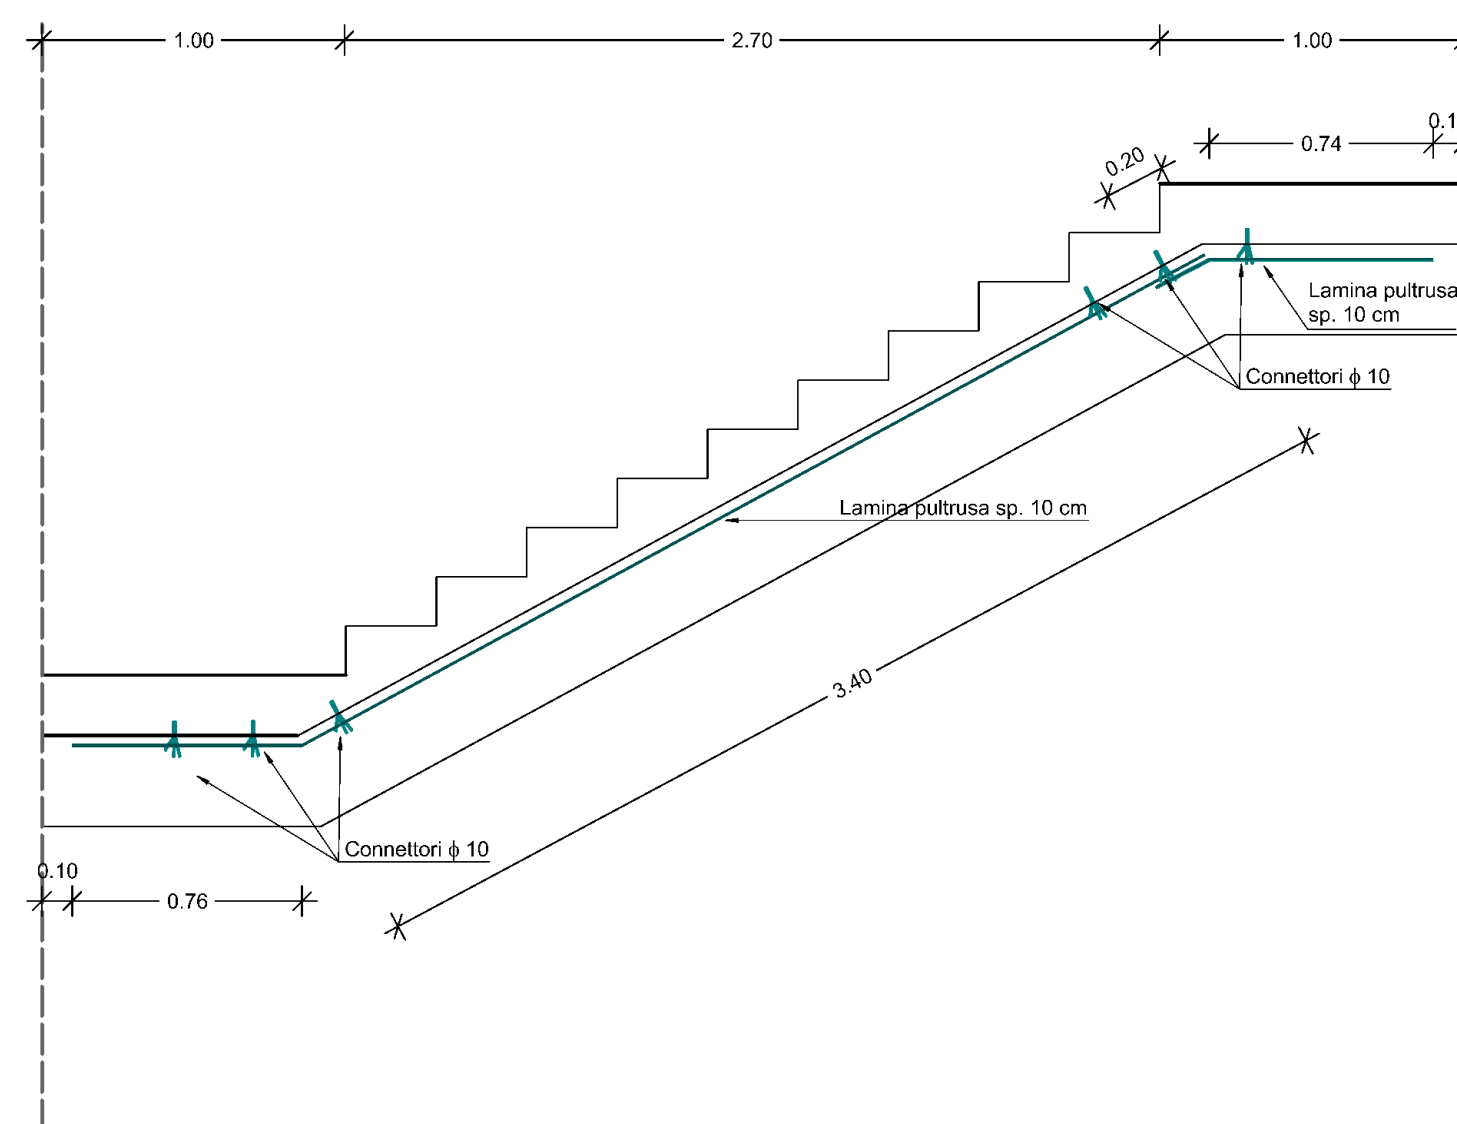 1.00
2.70
1.00
0.1
0.74
0.20
Lamina pultrusa
sp. 10 cm
Connettori ϕ 10
Lamina pultrusa sp. 10 cm
3.40
Connettori ϕ 10
0.10
0.76